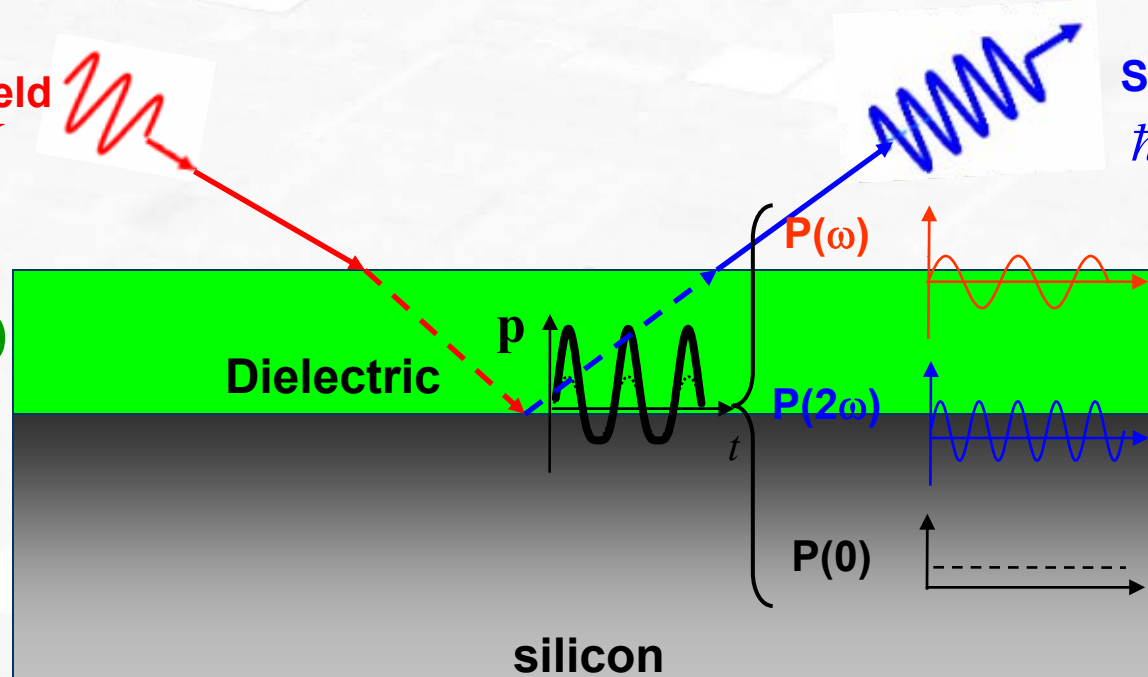 eld
S
ħ
P(ω)
p
Dielectric
P(2ω)
t
P(0)
silicon